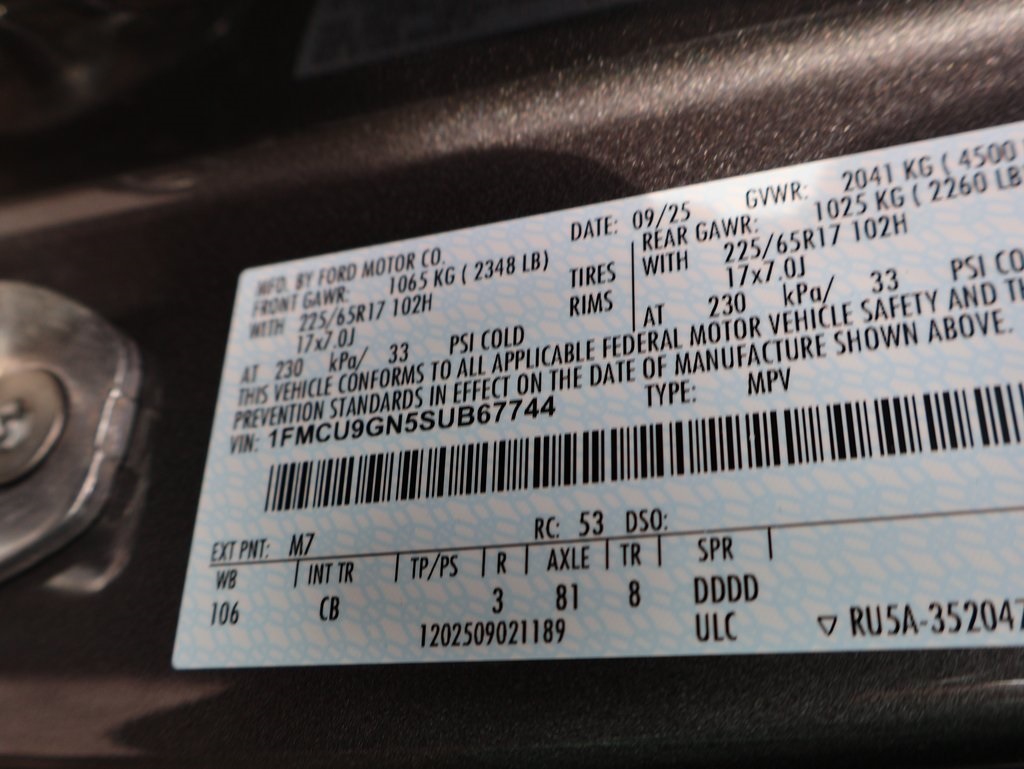 MFD. BY FORD MOTOR CO. DATE: 09/25 GVWR: 2041 KG ( 4500
FRONT GAWR: 1065 KG ( 2348 LB) REAR GAWR: 1025 KG ( 2260 LB
WITH 225/65R17 102H TIRES WITH 225/65R17 102H
17x7.0J RIMS 17x7.0J
AT 230 kPa/ 33 PSI COLD AT 230 kPa/ 33 PSI CO
THIS VEHICLE CONFORMS TO ALL APPLICABLE FEDERAL MOTOR VEHICLE SAFETY AND TH
PREVENTION STANDARDS IN EFFECT ON THE DATE OF MANUFACTURE SHOWN ABOVE.
VIN: 1FMCU9GN5SUB67744 TYPE: MPV
EXT PNT: M7 RC: 53 DSO:
WB | INT TR | TP/PS | R | AXLE | TR | SPR |
106 CB 3 81 8 DDDD
1202509021189 ULC ▽ RU5A-352047